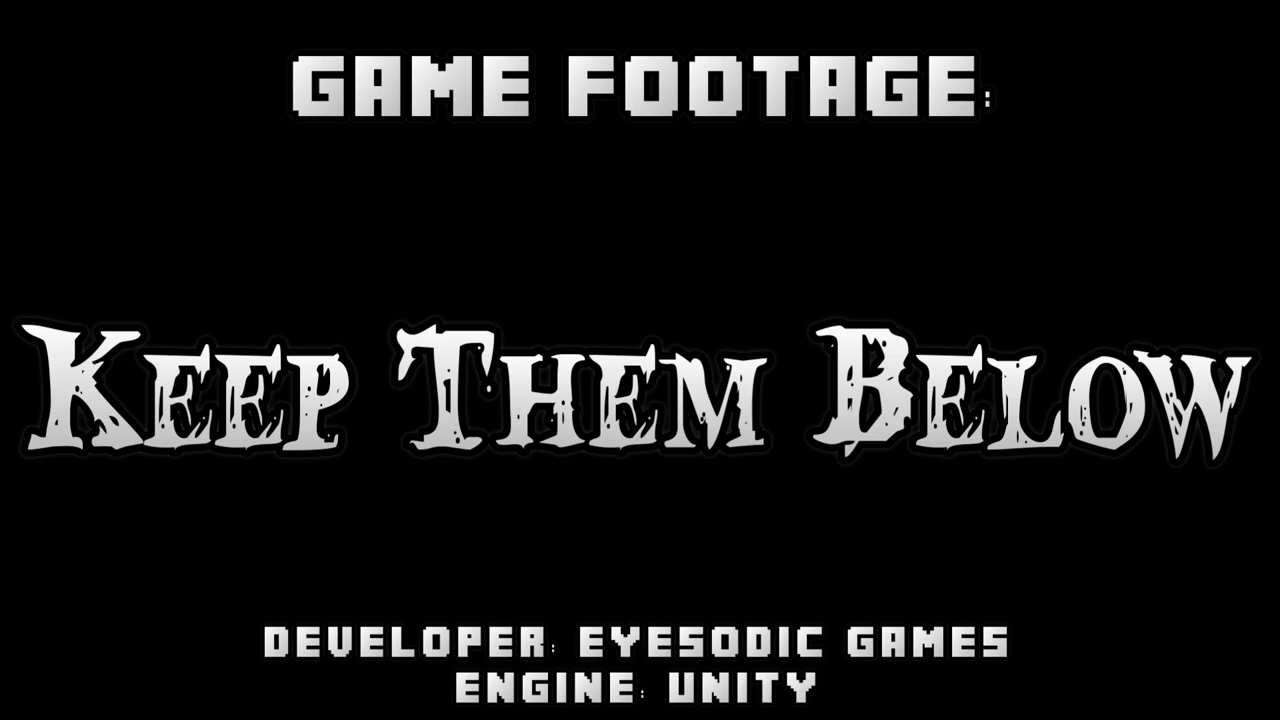 GAME FOOTAGE:
KEEP THEM BELOW
DEVELOPER: EYESODIC GAMES
ENGINE: UNITY